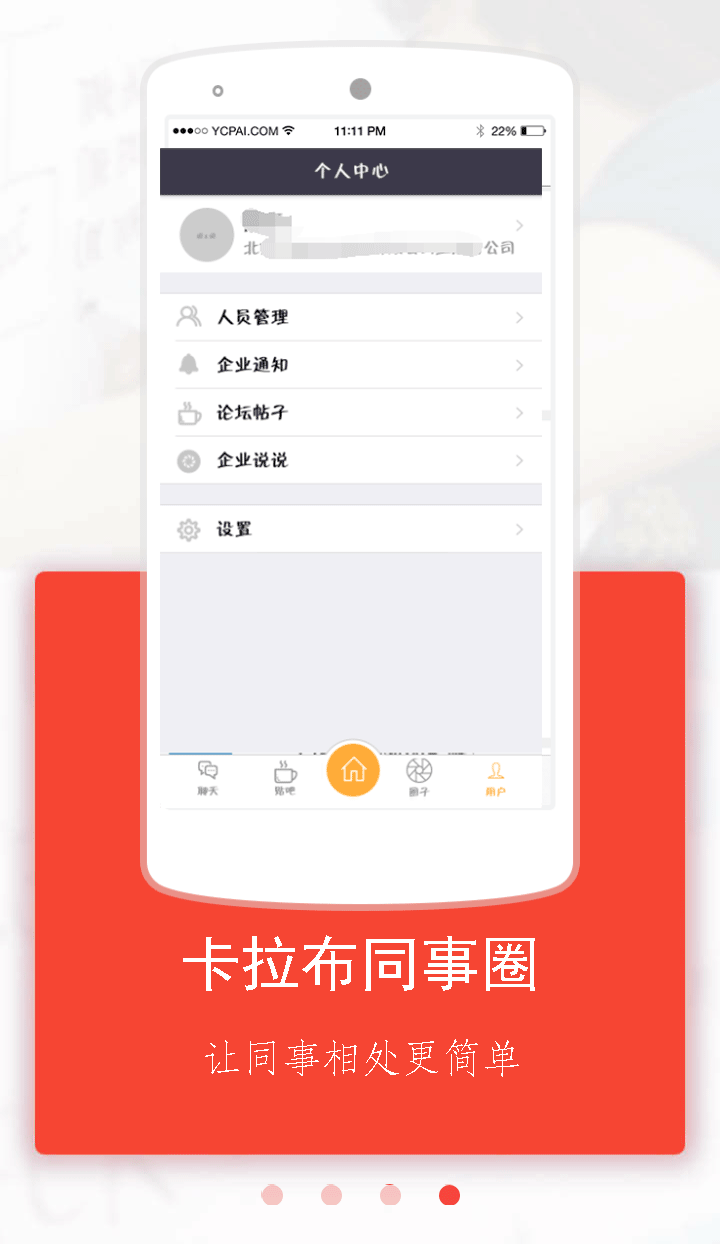 YCPAI.COM 11:11 PM 22%
个人中心
北
公司
人员管理
企业通知
论坛帖子
企业说说
设置
聊天 贴吧 圈子 用户
卡拉布同事圈
让同事相处更简单